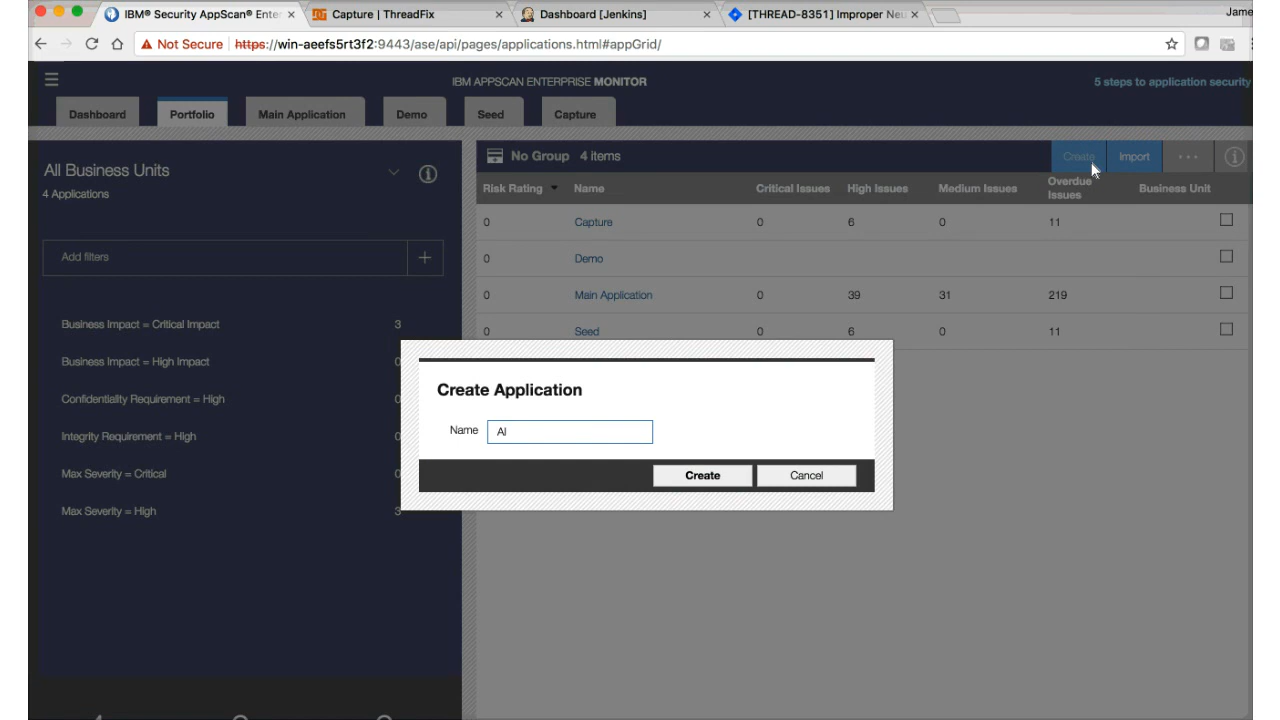 IBM® Security AppScan® Enter
Capture | ThreadFix
Dashboard [Jenkins]
[THREAD-8351] Improper Neu
Jame
Not Secure https://win-aeefs5rt3f2:9443/ase/api/pages/applications.html#appGrid/
IBM APPSCAN ENTERPRISE MONITOR
5 steps to application security
Dashboard Portfolio Main Application Demo Seed Capture
All Business Units
4 Applications
Add filters
Business Impact = Critical Impact 3
Business Impact = High Impact 0
Confidentiality Requirement = High 0
Integrity Requirement = High 0
Max Severity = Critical 0
Max Severity = High 3
No Group 4 items
Create Import
Risk Rating Name Critical Issues High Issues Medium Issues Overdue Issues Business Unit
0 Capture 0 6 0 11
0 Demo
0 Main Application 0 39 31 219
0 Seed 0 6 0 11
Create Application
Name Al
Create Cancel